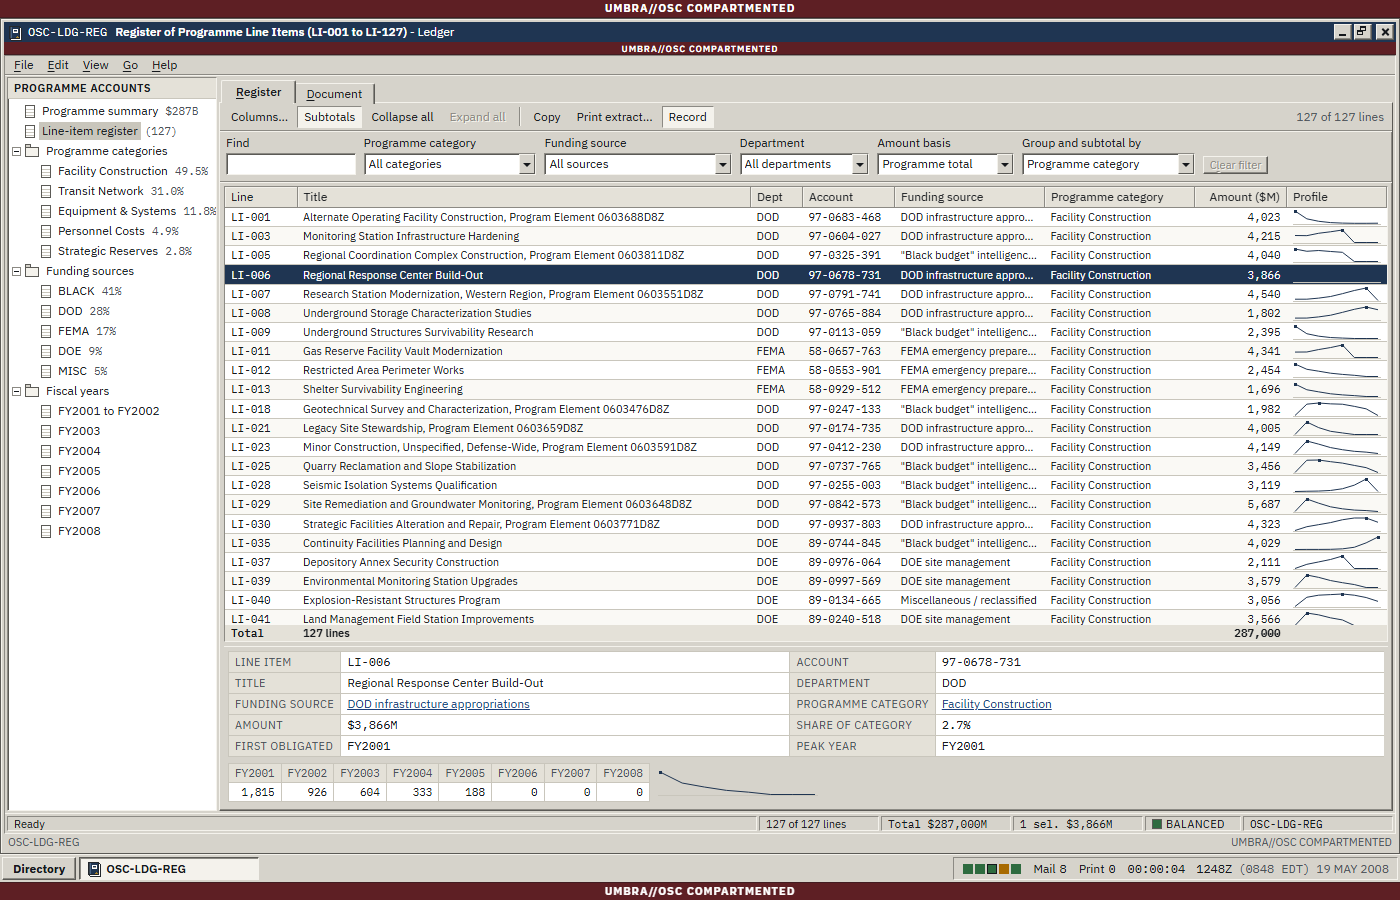 UMBRA//OSC COMPARTMENTED
OSC-LDG-REG Register of Programme Line Items (LI-001 to LI-127) - Ledger
UMBRA//OSC COMPARTMENTED
File Edit View Go Help
PROGRAMME ACCOUNTS
Programme summary $287B
Line-item register (127)
Programme categories
Facility Construction 49.5%
Transit Network 31.0%
Equipment & Systems 11.8%
Personnel Costs 4.9%
Strategic Reserves 2.8%
Funding sources
BLACK 41%
DOD 28%
FEMA 17%
DOE 9%
MISC 5%
Fiscal years
FY2001 to FY2002
FY2003
FY2004
FY2005
FY2006
FY2007
FY2008
Register Document
Columns... Subtotals Collapse all Expand all Copy Print extract... Record 127 of 127 lines
Find Programme category Funding source Department Amount basis Group and subtotal by
All categories All sources All departments Programme total Programme category Clear filter
Line Title Dept Account Funding source Programme category Amount ($M) Profile
LI-001 Alternate Operating Facility Construction, Program Element 0603688D8Z DOD 97-0683-468 DOD infrastructure appro... Facility Construction 4,023
LI-003 Monitoring Station Infrastructure Hardening DOD 97-0604-027 DOD infrastructure appro... Facility Construction 4,215
LI-005 Regional Coordination Complex Construction, Program Element 0603811D8Z DOD 97-0325-391 "Black budget" intelligenc... Facility Construction 4,040
LI-006 Regional Response Center Build-Out DOD 97-0678-731 DOD infrastructure appro... Facility Construction 3,866
LI-007 Research Station Modernization, Western Region, Program Element 0603551D8Z DOD 97-0791-741 DOD infrastructure appro... Facility Construction 4,540
LI-008 Underground Storage Characterization Studies DOD 97-0765-884 DOD infrastructure appro... Facility Construction 1,802
LI-009 Underground Structures Survivability Research DOD 97-0113-059 "Black budget" intelligenc... Facility Construction 2,395
LI-011 Gas Reserve Facility Vault Modernization FEMA 58-0657-763 FEMA emergency prepare... Facility Construction 4,341
LI-012 Restricted Area Perimeter Works FEMA 58-0553-901 FEMA emergency prepare... Facility Construction 2,454
LI-013 Shelter Survivability Engineering FEMA 58-0929-512 FEMA emergency prepare... Facility Construction 1,696
LI-018 Geotechnical Survey and Characterization, Program Element 0603476D8Z DOD 97-0247-133 "Black budget" intelligenc... Facility Construction 1,982
LI-021 Legacy Site Stewardship, Program Element 0603659D8Z DOD 97-0174-735 DOD infrastructure appro... Facility Construction 4,005
LI-023 Minor Construction, Unspecified, Defense-Wide, Program Element 0603591D8Z DOD 97-0412-230 DOD infrastructure appro... Facility Construction 4,149
LI-025 Quarry Reclamation and Slope Stabilization DOD 97-0737-765 "Black budget" intelligenc... Facility Construction 3,456
LI-028 Seismic Isolation Systems Qualification DOD 97-0255-003 "Black budget" intelligenc... Facility Construction 3,119
LI-029 Site Remediation and Groundwater Monitoring, Program Element 0603648D8Z DOD 97-0842-573 "Black budget" intelligenc... Facility Construction 5,687
LI-030 Strategic Facilities Alteration and Repair, Program Element 0603771D8Z DOD 97-0937-803 DOD infrastructure appro... Facility Construction 4,323
LI-035 Continuity Facilities Planning and Design DOE 89-0744-845 "Black budget" intelligenc... Facility Construction 4,029
LI-037 Depository Annex Security Construction DOE 89-0976-064 DOE site management Facility Construction 2,111
LI-039 Environmental Monitoring Station Upgrades DOE 89-0997-569 DOE site management Facility Construction 3,579
LI-040 Explosion-Resistant Structures Program DOE 89-0134-665 Miscellaneous / reclassified Facility Construction 3,056
LI-041 Land Management Field Station Improvements DOE 89-0240-518 DOE site management Facility Construction 3,566
Total 127 lines 287,000
LINE ITEM LI-006 ACCOUNT 97-0678-731
TITLE Regional Response Center Build-Out DEPARTMENT DOD
FUNDING SOURCE DOD infrastructure appropriations PROGRAMME CATEGORY Facility Construction
AMOUNT $3,866M SHARE OF CATEGORY 2.7%
FIRST OBLIGATED FY2001 PEAK YEAR FY2001
FY2001 FY2002 FY2003 FY2004 FY2005 FY2006 FY2007 FY2008
1,815 926 604 333 188 0 0 0
Ready 127 of 127 lines Total $287,000M 1 sel. $3,866M BALANCED OSC-LDG-REG
OSC-LDG-REG UMBRA//OSC COMPARTMENTED
Directory OSC-LDG-REG Mail 8 Print 0 00:00:04 1248Z (0848 EDT) 19 MAY 2008
UMBRA//OSC COMPARTMENTED